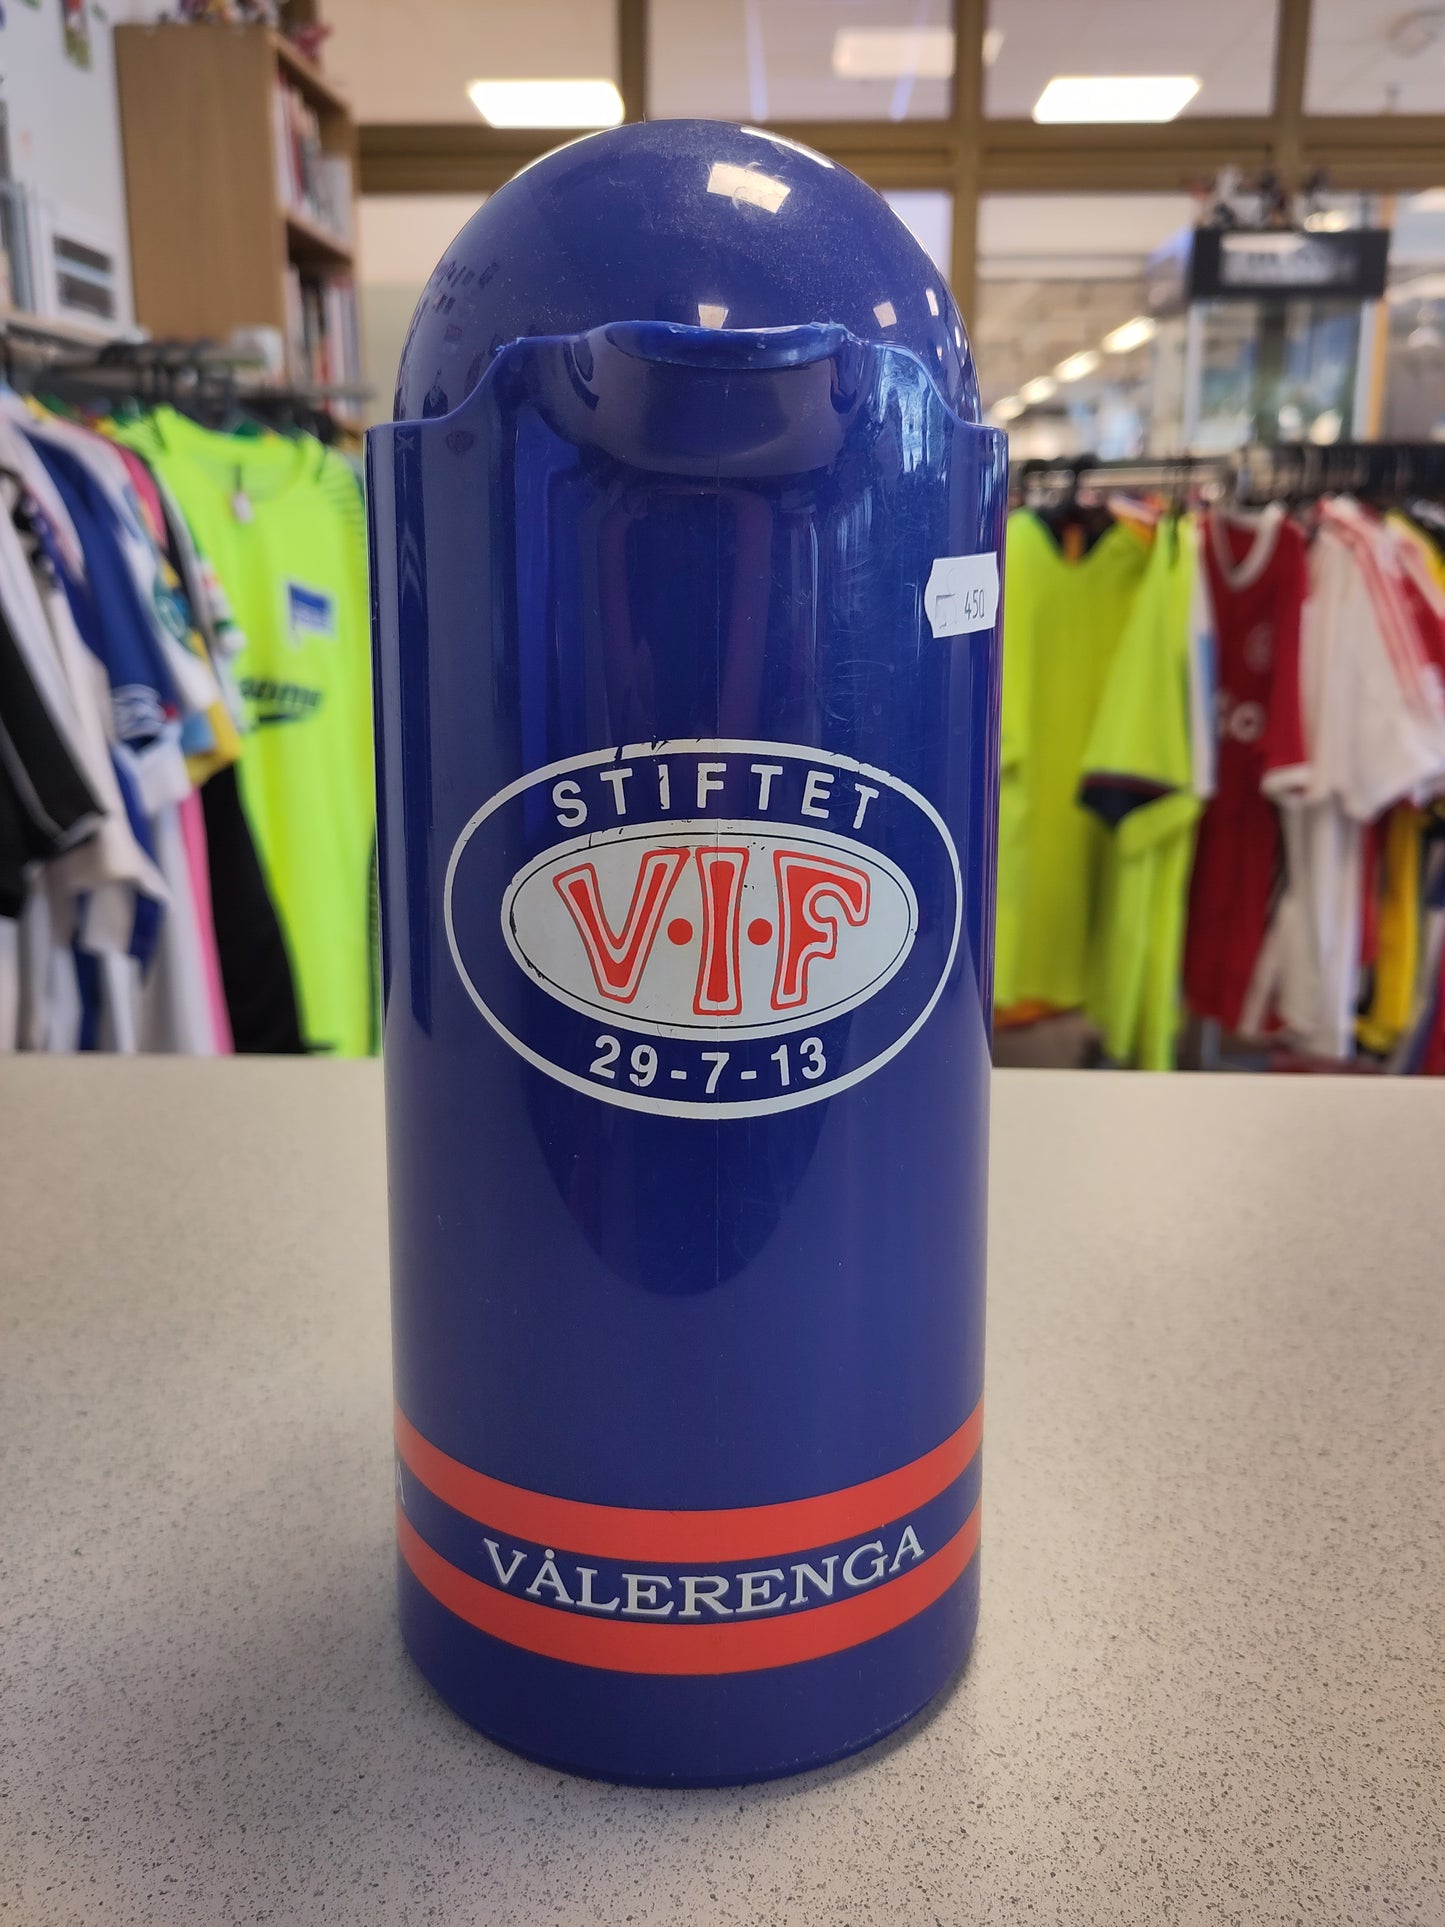 450
STIFTET
V·I·F
29-7-13
VÅLERENGA
A